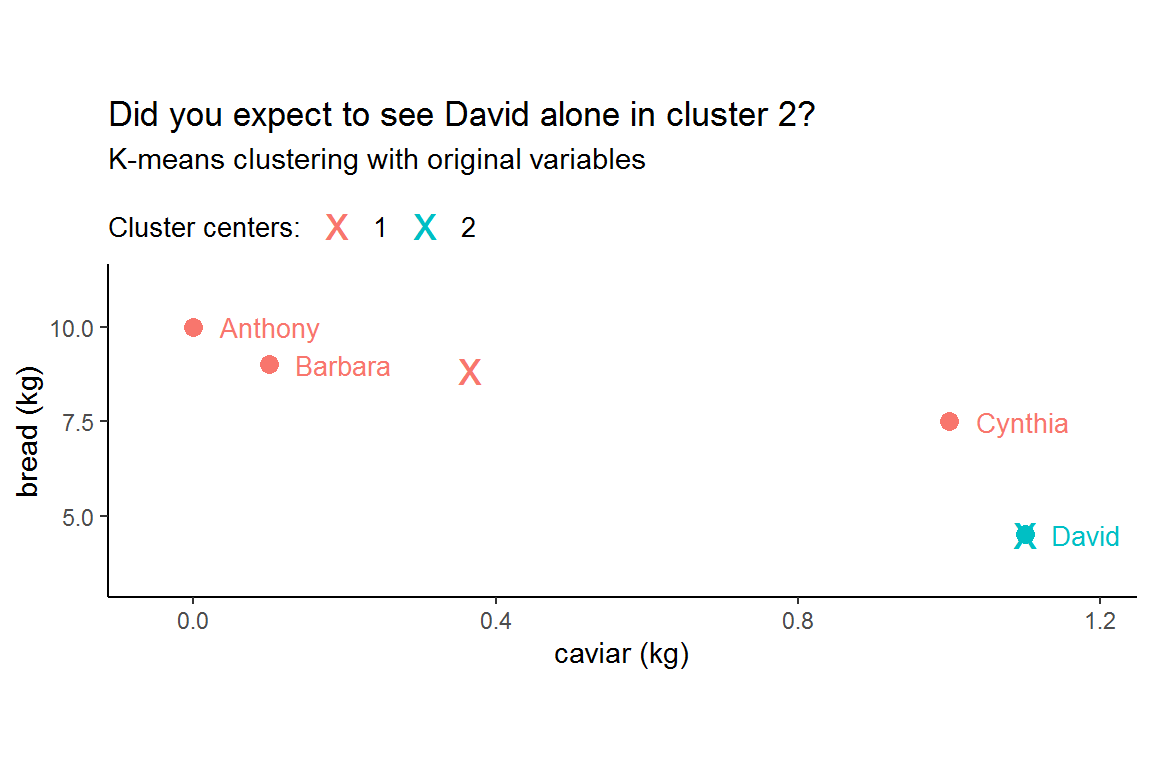 Did you expect to see David alone in cluster 2?
K-means clustering with original variables
Cluster centers: X 1 X 2
10.0
7.5
5.0
bread (kg)
Anthony
Barbara
X
Cynthia
X David
0.0 0.4 0.8 1.2
caviar (kg)